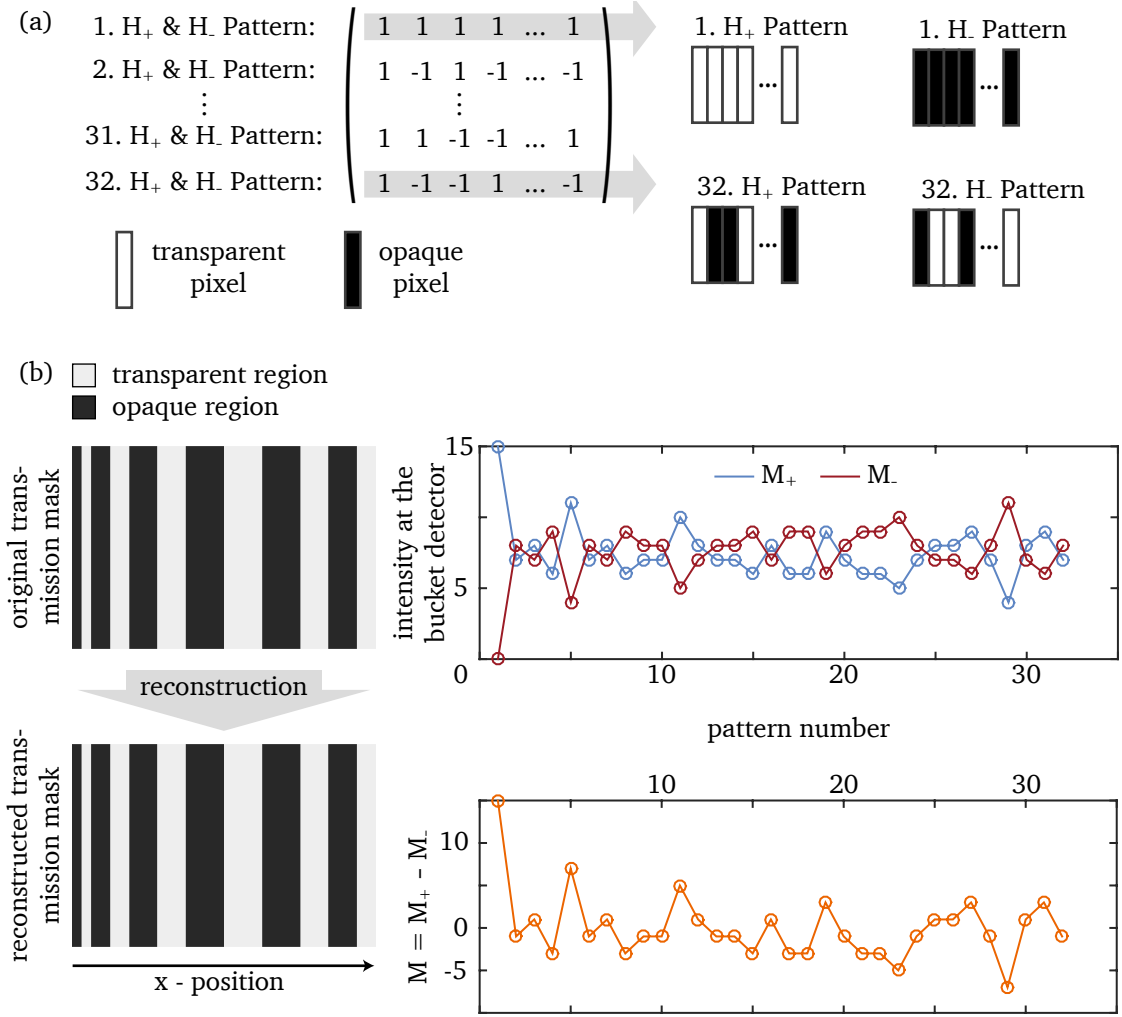 (a)
1. H₊ & H₋ Pattern:
2. H₊ & H₋ Pattern:
⋮
31. H₊ & H₋ Pattern:
32. H₊ & H₋ Pattern:
1 1 1 1 ... 1
1 -1 1 -1 ... -1
⋮
1 1 -1 -1 ... 1
1 -1 -1 1 ... -1
1. H₊ Pattern
...
1. H₋ Pattern
...
32. H₊ Pattern
...
32. H₋ Pattern
...
transparent
pixel
opaque
pixel
(b)
transparent region
opaque region
original trans-
mission mask
reconstruction
reconstructed trans-
mission mask
x - position
intensity at the
bucket detector
15
5
0
M₊
M₋
10
20
30
pattern number
10
20
30
M = M₊ - M₋
10
0
-5